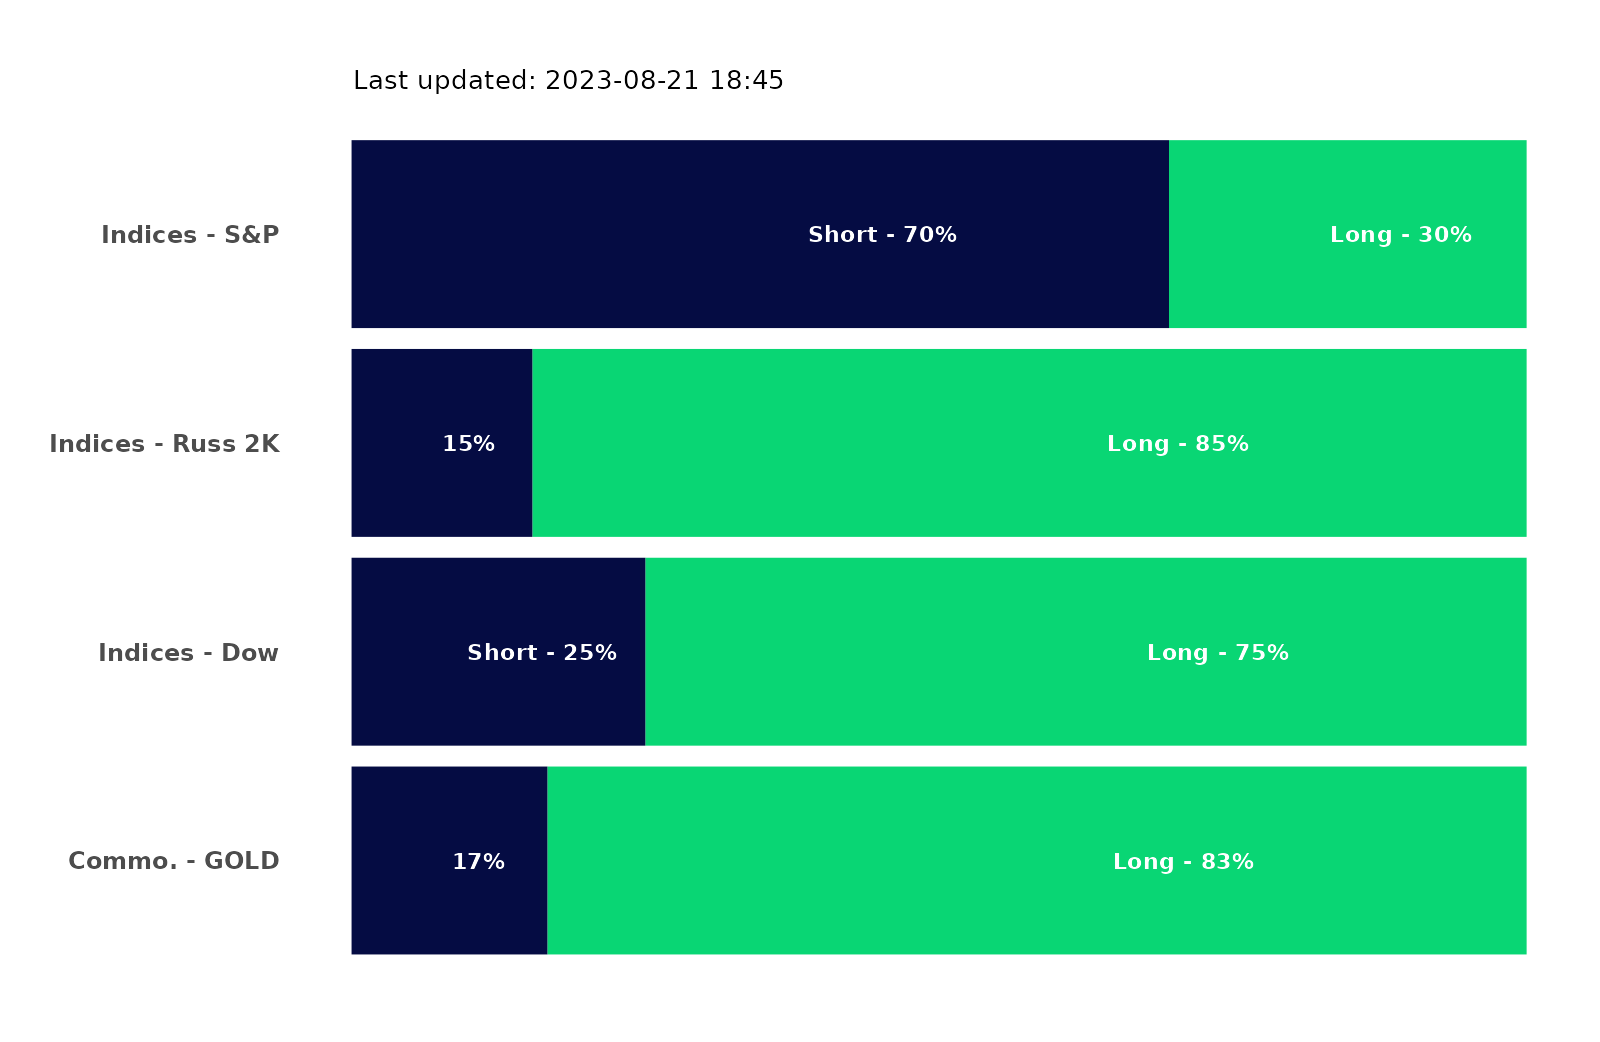 Last updated: 2023-08-21 18:45
Indices - S&P Short - 70% Long - 30%
Indices - Russ 2K 15% Long - 85%
Indices - Dow Short - 25% Long - 75%
Commo. - GOLD 17% Long - 83%